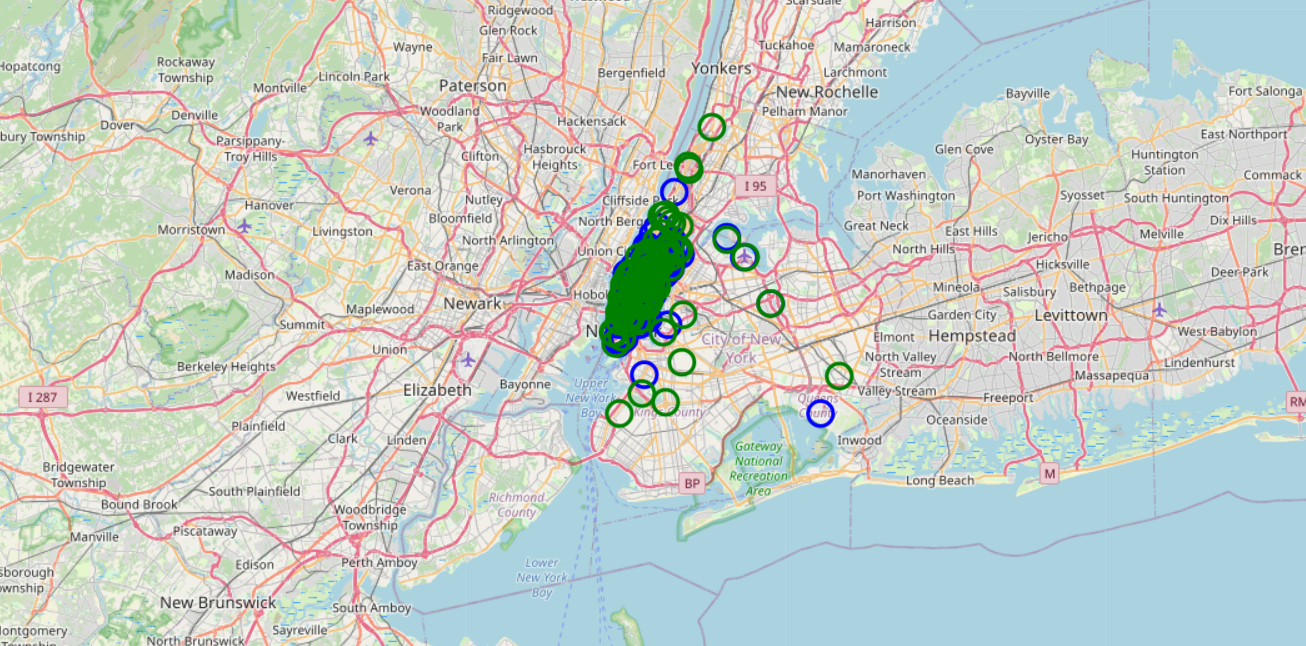 Ridgewood
Glen Rock
Scarsdale
Harrison
Hopatcong
Wayne
Fair Lawn
Tuckahoe
Mamaroneck
Rockaway
Township
Lincoln Park
Bergenfield
Yonkers
Larchmont
Montville
Paterson
New Rochelle
Bayville
Fort Salonga
Denville
Woodland
Park
Hackensack
Pelham Manor
Dover
bury Township
Parsippany-
Troy Hills
Hasbrouck
Heights
Oyster Bay
East Northport
Clifton
Fort Le
Glen Cove
Huntington
Station
Verona
I 95
Manorhaven
Commack
Nutley
Cliffside P
Port Washington
Syosset
South Huntington
Hanover
Bloomfield
North Berg
Great Neck
East Hills
Dix Hills
Morristown
Livingston
North Arlington
Union Ci
North Hills
Jericho
Melville
Madison
East Orange
Hicksville
Deer Park
Maplewood
Newark
Hobok
Mineola
Salisbury
Bethpage
Summit
Garden City
Levittown
Union
N
City of New
York
Elmont
Hempstead
West Babylon
Berkeley Heights
North Valley
Stream
North Bellmore
Lindenhurst
Elizabeth
Bayonne
Upper
New York
Bay
Valley Stream
Massapequa
I 287
Westfield
Queens
County
Freeport
RM
Plainfield
Clark
Linden
Oceanside
Inwood
Bridgewater
Township
Gateway
National
Recreation
Area
M
BP
Long Beach
South Plainfield
Richmond
County
Bound Brook
Woodbridge
Township
Manville
Piscataway
Edison
Perth Amboy
Lower
New York
Bay
New Brunswick
South Amboy
Sayreville
North Brunswick